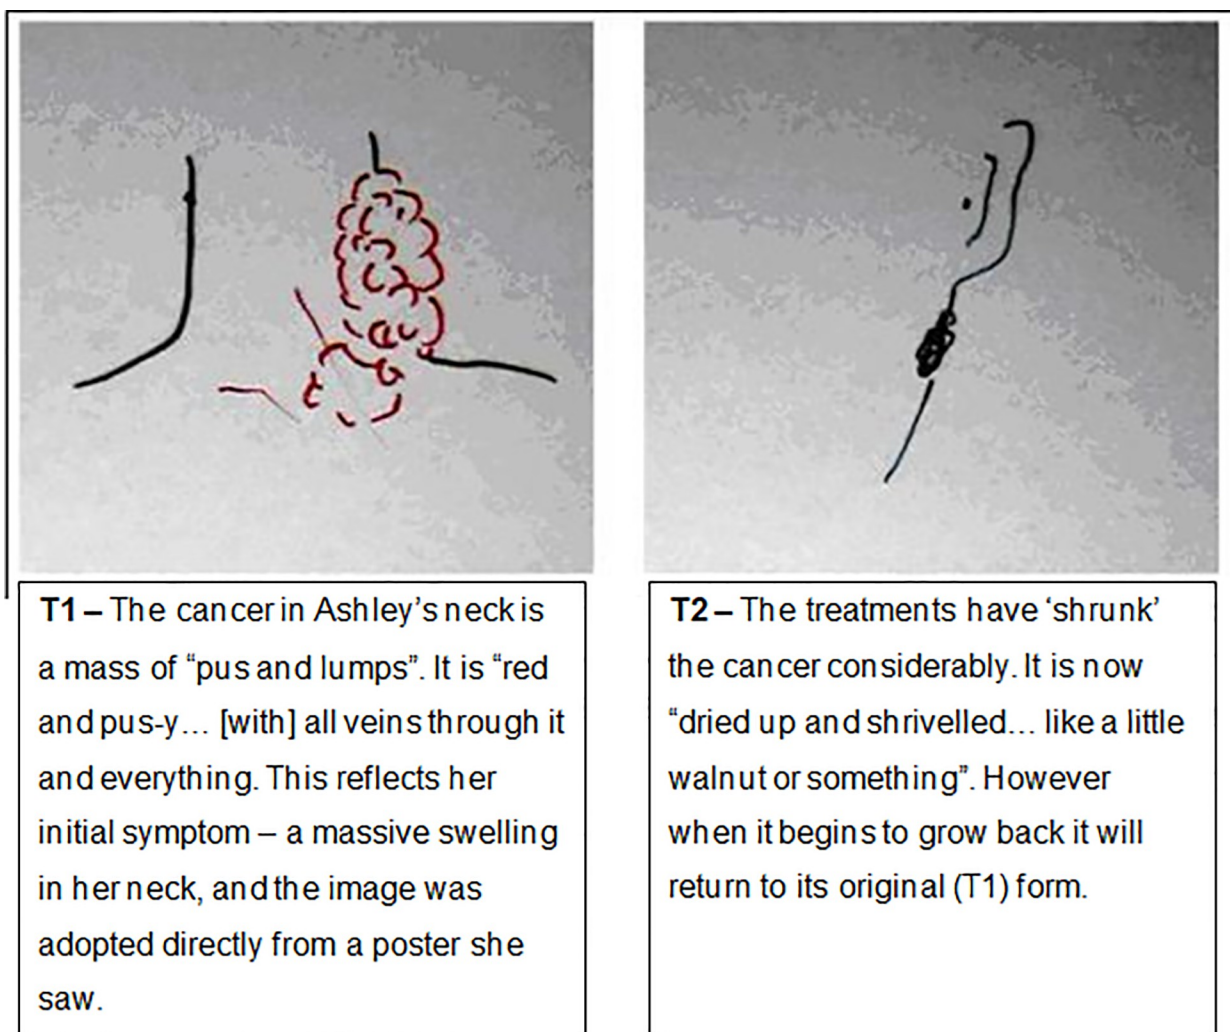 T1 – The cancer in Ashley's neck is
a mass of “pus and lumps”. It is “red
and pus-y… [with] all veins through it
and everything. This reflects her
initial symptom – a massive swelling
in her neck, and the image was
adopted directly from a poster she
saw.
T2 – The treatments have ‘shrunk’
the cancer considerably. It is now
“dried up and shrivelled… like a little
walnut or something”. However
when it begins to grow back it will
return to its original (T1) form.